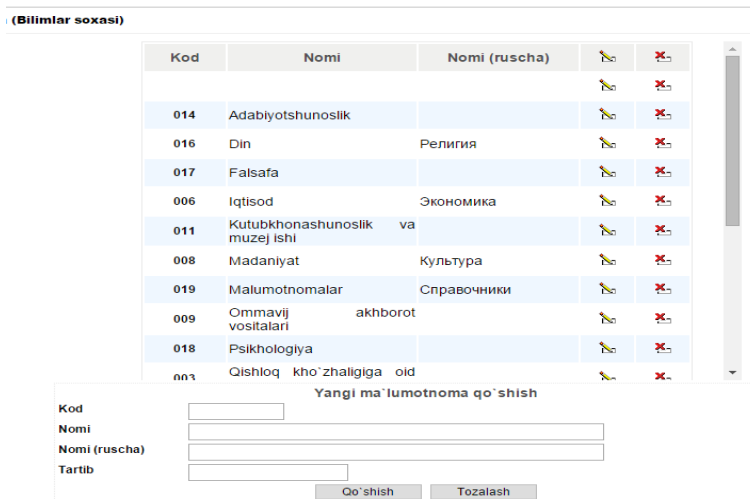 (Bilimlar soxasi)
Kod Nomi Nomi (ruscha)
014 Adabiyotshunoslik
016 Din Религия
017 Falsafa
006 Iqtisod Экономика
011 Kutubkhonashunoslik va
muzej ishi
008 Madaniyat Культура
019 Malumotnomalar Справочники
009 Ommavij akhborot
vositalari
018 Psikhologiya
003 Qishloq kho`zhaligiga oid
Yangi ma`lumotnoma qo`shish
Kod
Nomi
Nomi (ruscha)
Tartib
Qo`shish Tozalash